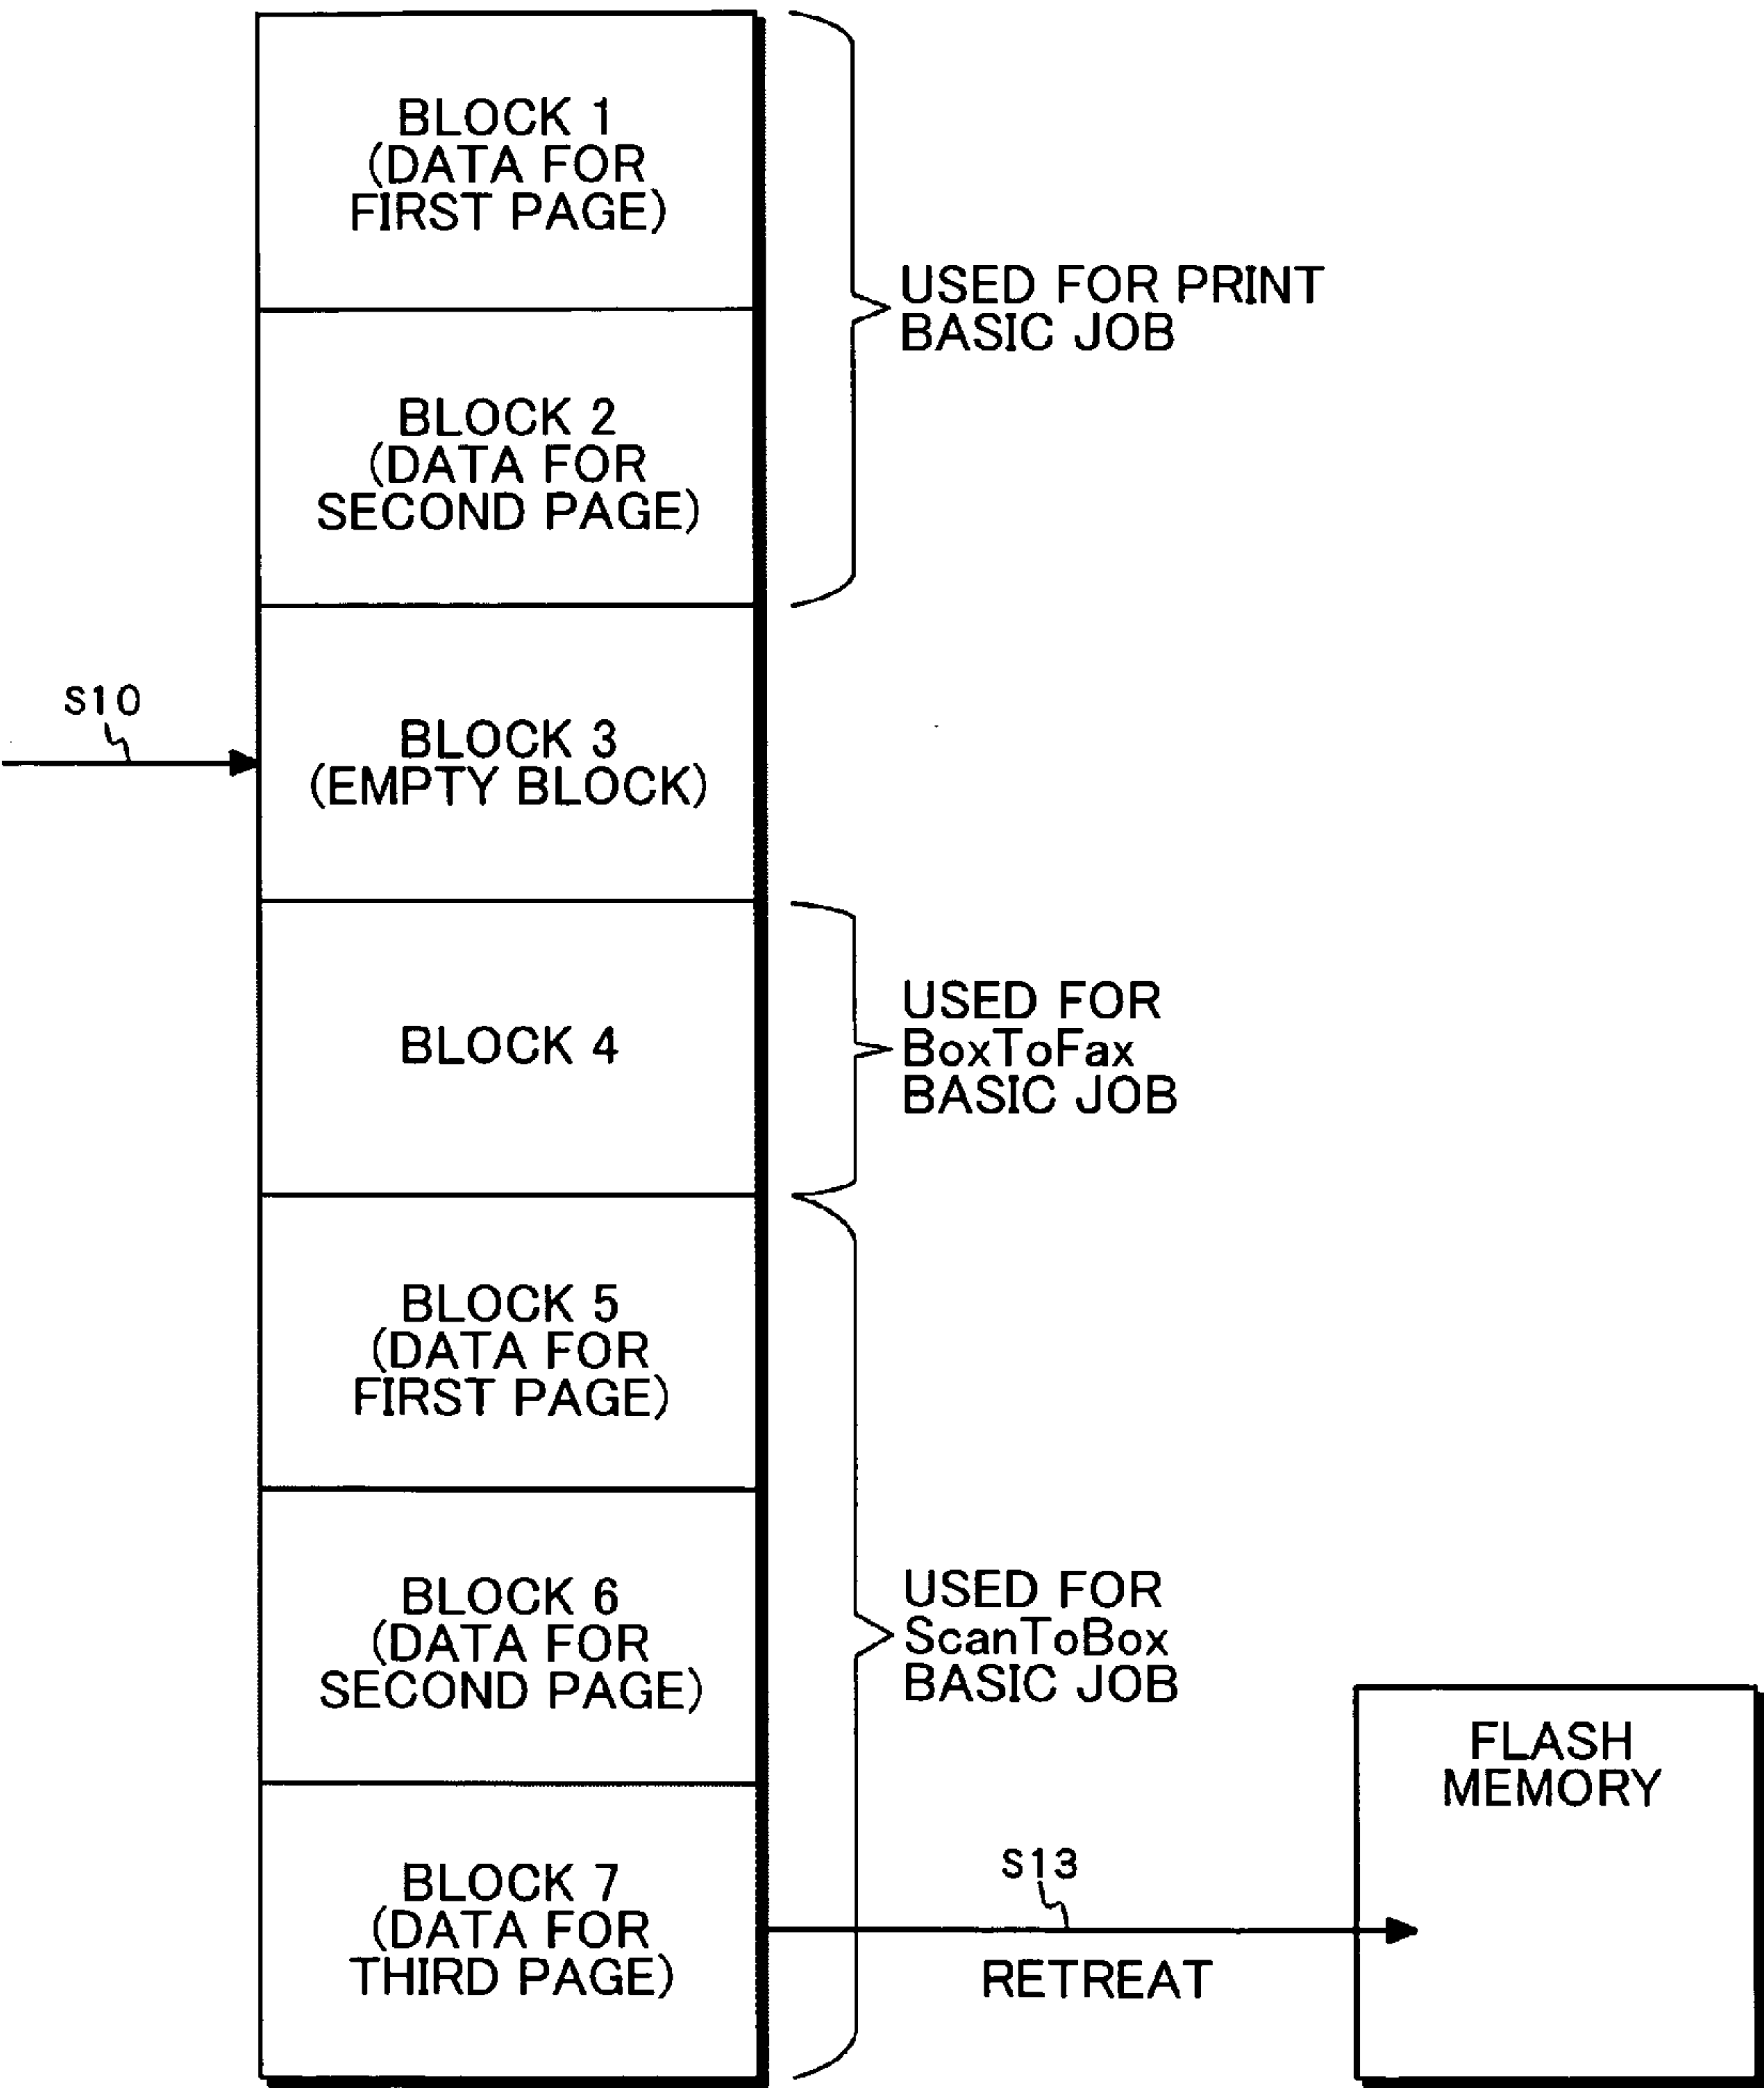 BLOCK 1
(DATA FOR
FIRST PAGE)
USED FOR PRINT
BASIC JOB
BLOCK 2
(DATA FOR
SECOND PAGE)
S10
BLOCK 3
(EMPTY BLOCK)
BLOCK 4
USED FOR
BoxToFax
BASIC JOB
BLOCK 5
(DATA FOR
FIRST PAGE)
BLOCK 6
(DATA FOR
SECOND PAGE)
USED FOR
ScanToBox
BASIC JOB
FLASH
MEMORY
BLOCK 7
(DATA FOR
THIRD PAGE)
S13
RETREAT